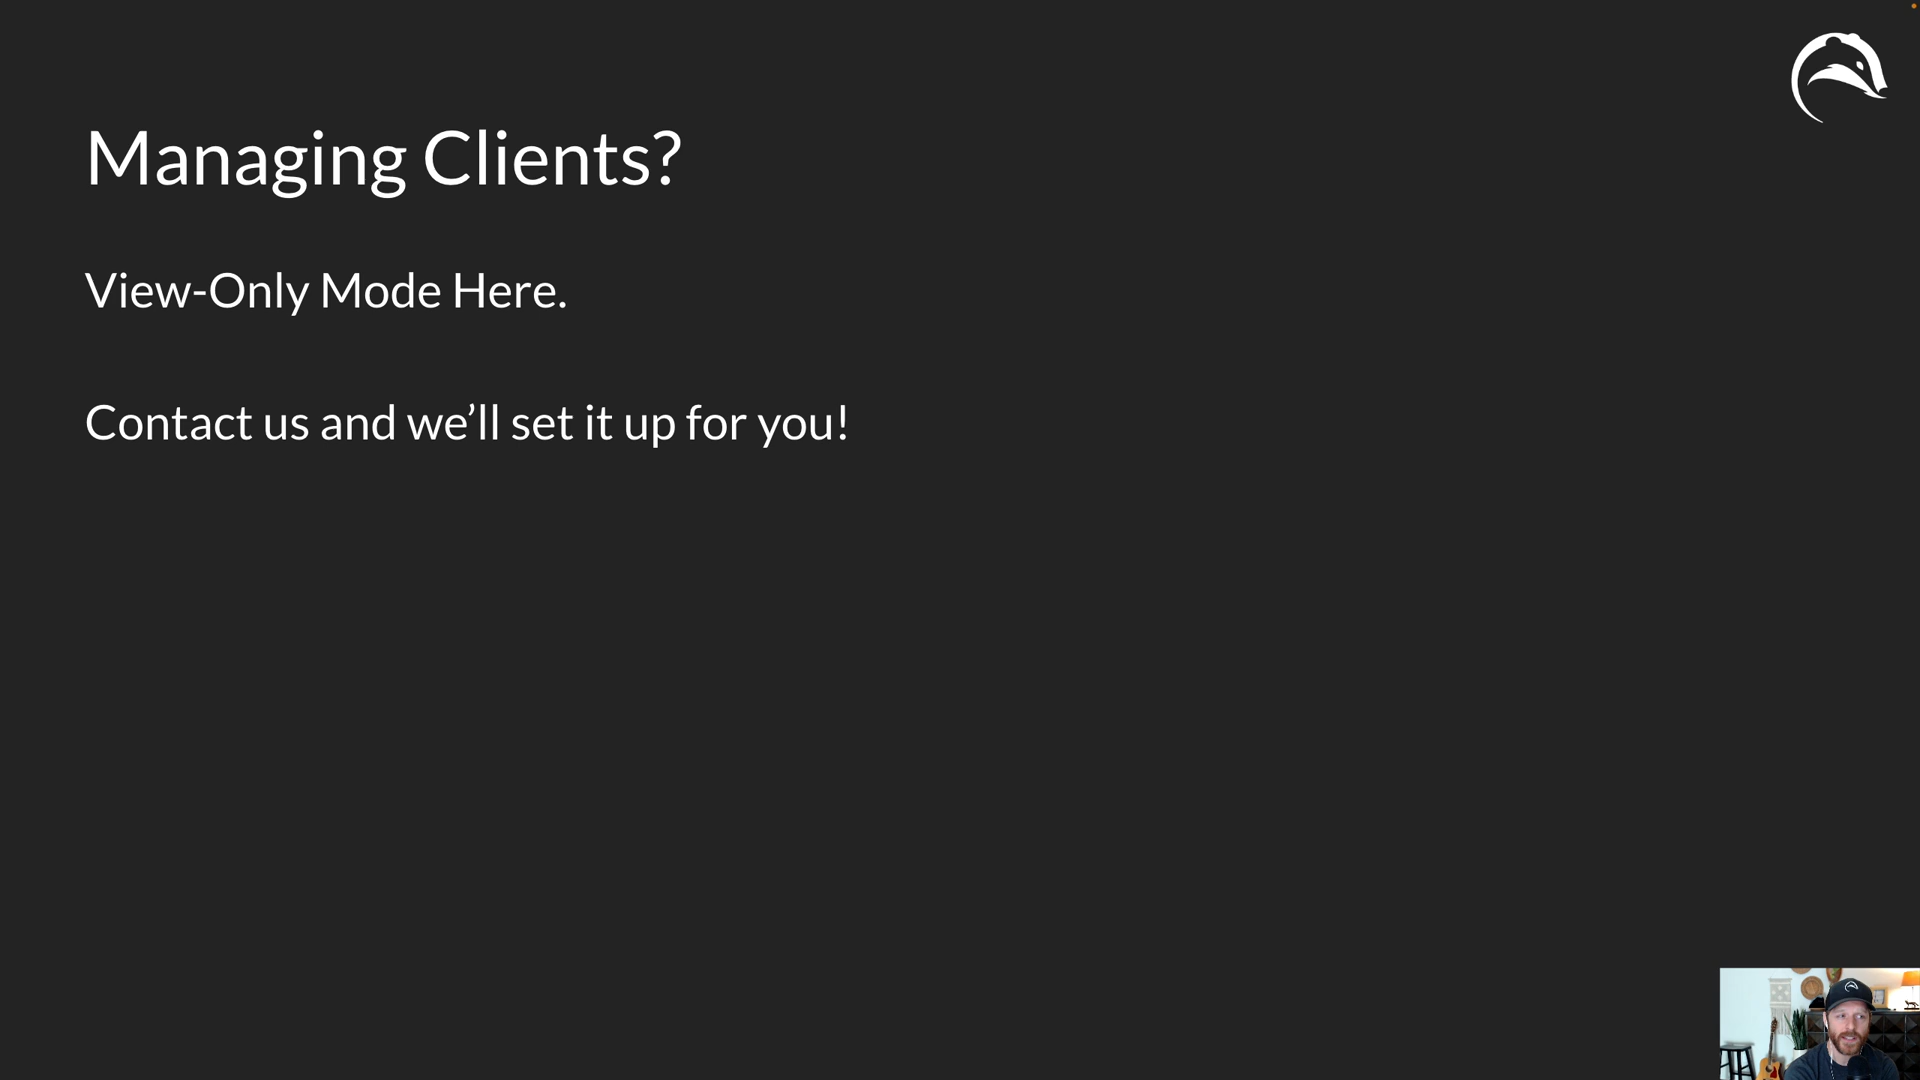 Managing Clients?
View-Only Mode Here.
Contact us and we’ll set it up for you!